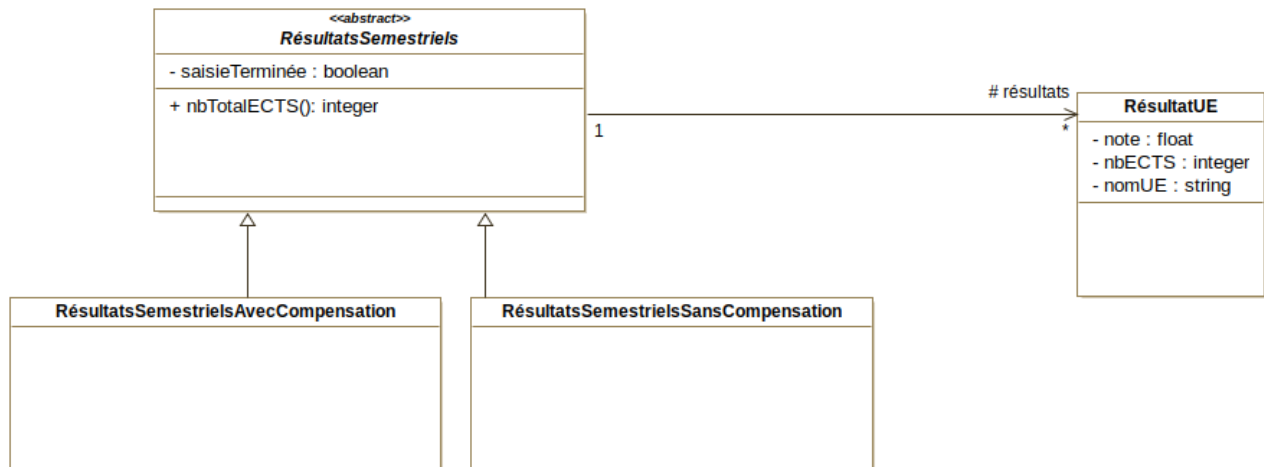 <<abstract>>
RésultatsSemestriels
- saisieTerminée : boolean
+ nbTotalECTS(): integer
# résultats
1
*
RésultatUE
- note : float
- nbECTS : integer
- nomUE : string
RésultatsSemestrielsAvecCompensation
RésultatsSemestrielsSansCompensation